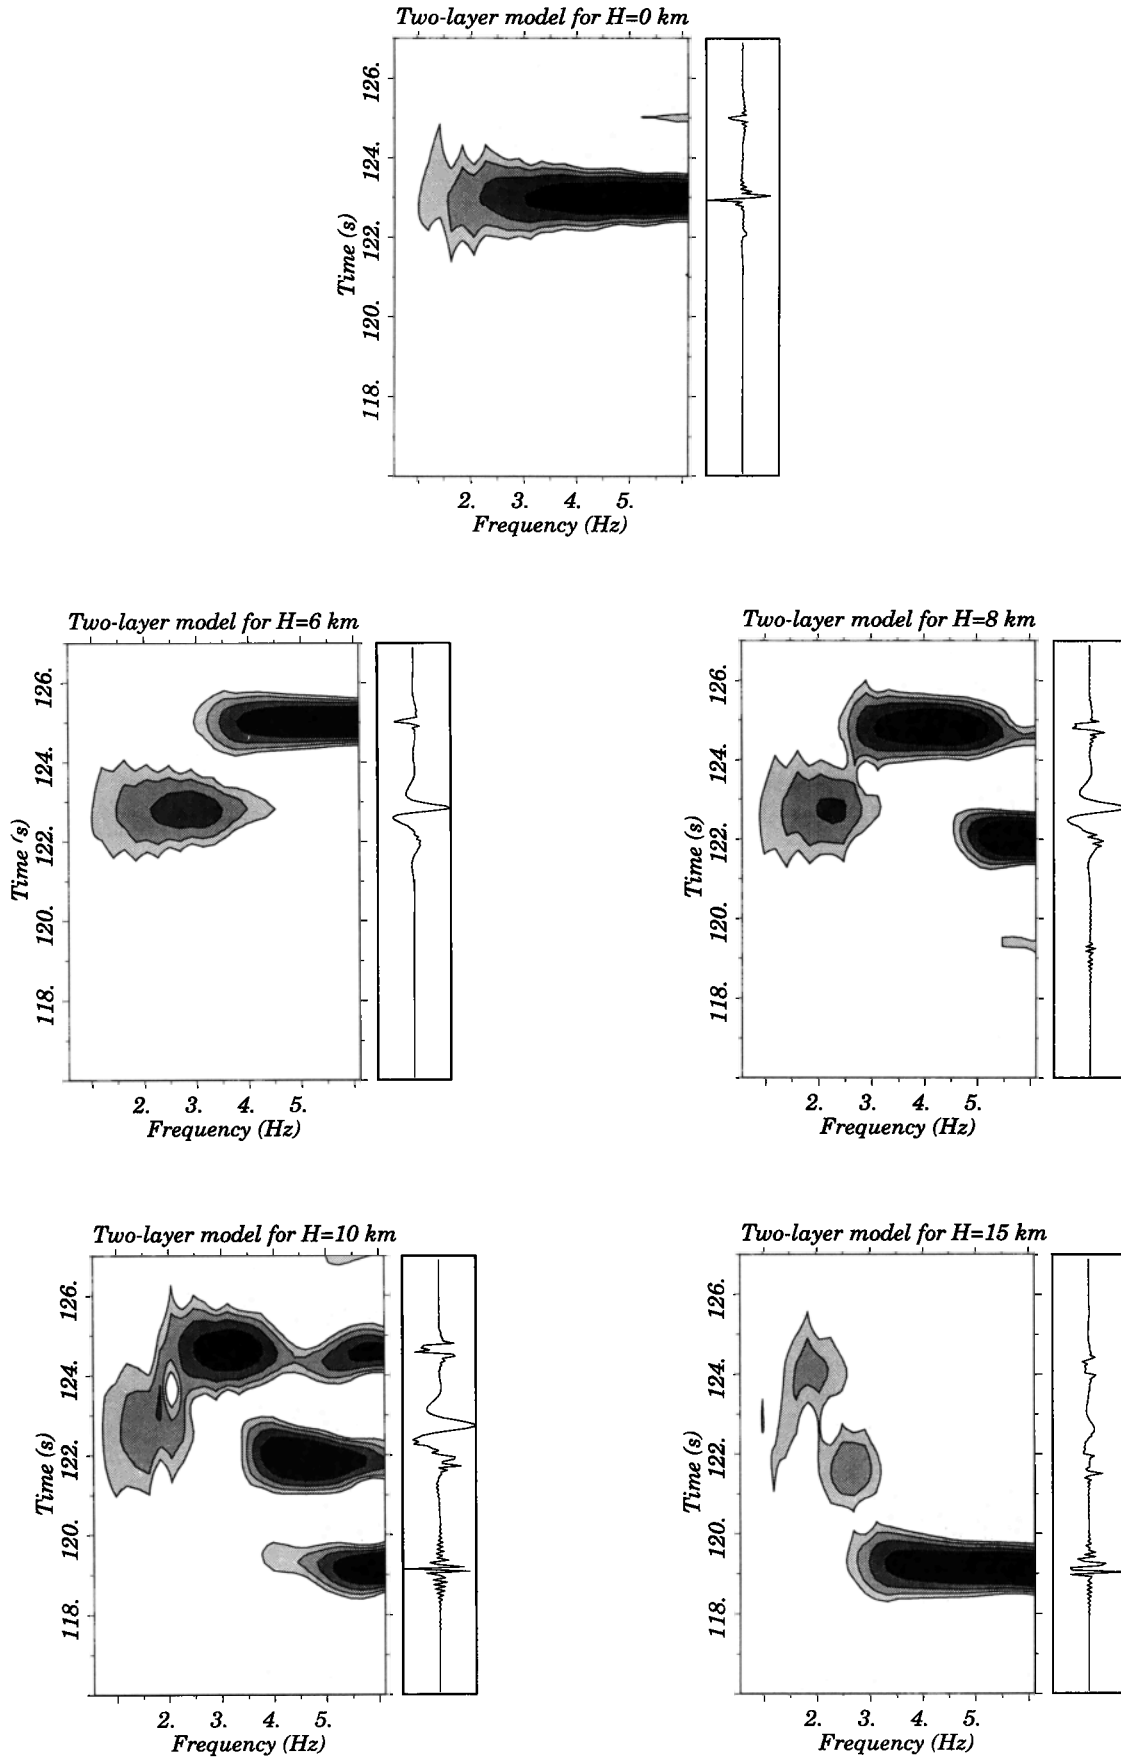 Two-layer model for H=0 km
Time (s)
126.
124.
122.
120.
118.
2. 3. 4. 5.
Frequency (Hz)
Two-layer model for H=6 km
Time (s)
126.
124.
122.
120.
118.
2. 3. 4. 5.
Frequency (Hz)
Two-layer model for H=8 km
Time (s)
126.
124.
122.
120.
118.
2. 3. 4. 5.
Frequency (Hz)
Two-layer model for H=10 km
Time (s)
126.
124.
122.
120.
118.
2. 3. 4. 5.
Frequency (Hz)
Two-layer model for H=15 km
Time (s)
126.
124.
122.
120.
118.
2. 3. 4. 5.
Frequency (Hz)